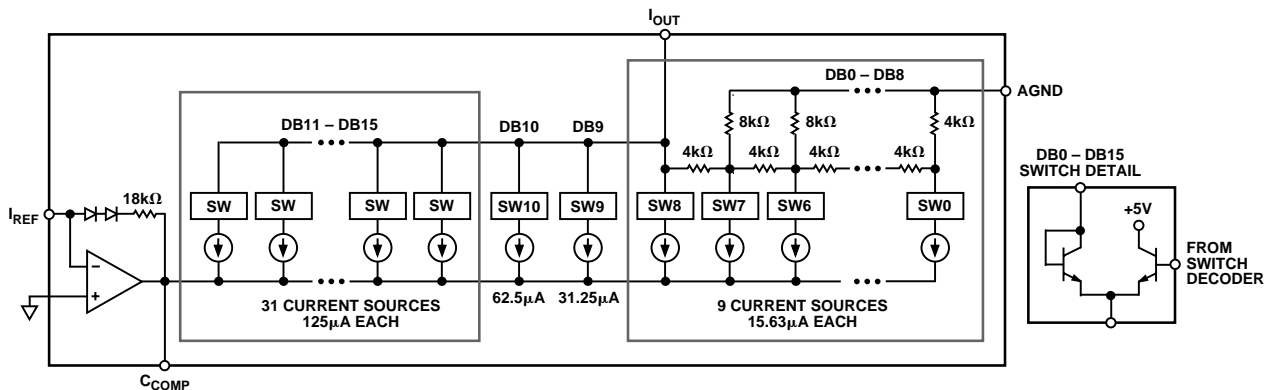 IOUT
DB0 – DB8
AGND
DB11 – DB15
DB10
DB9
8kΩ
8kΩ
4kΩ
4kΩ
4kΩ
4kΩ
4kΩ
DB0 – DB15
SWITCH DETAIL
18kΩ
IREF
SW
SW
SW
SW
SW10
SW9
SW8
SW7
SW6
SW0
+5V
FROM
SWITCH
DECODER
–
+
31 CURRENT SOURCES
125µA EACH
62.5µA
31.25µA
9 CURRENT SOURCES
15.63µA EACH
CCOMP